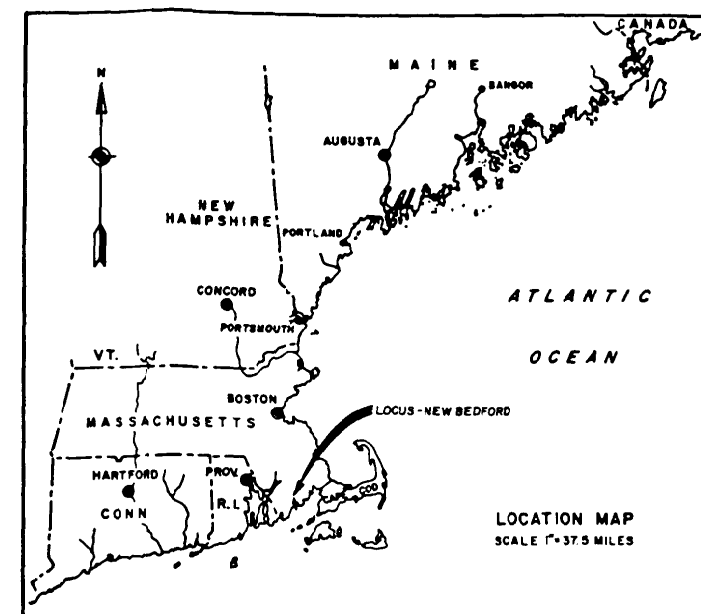 CANADA
N
MAINE
BANGOR
AUGUSTA
NEW
HAMPSHIRE
PORTLAND
CONCORD
ATLANTIC
PORTSMOUTH
VT.
OCEAN
BOSTON
LOCUS-NEW BEDFORD
MASSACHUSETTS
HARTFORD
PROV.
CAPE COD
R.I.
CONN
LOCATION MAP
SCALE 1"=37.5 MILES